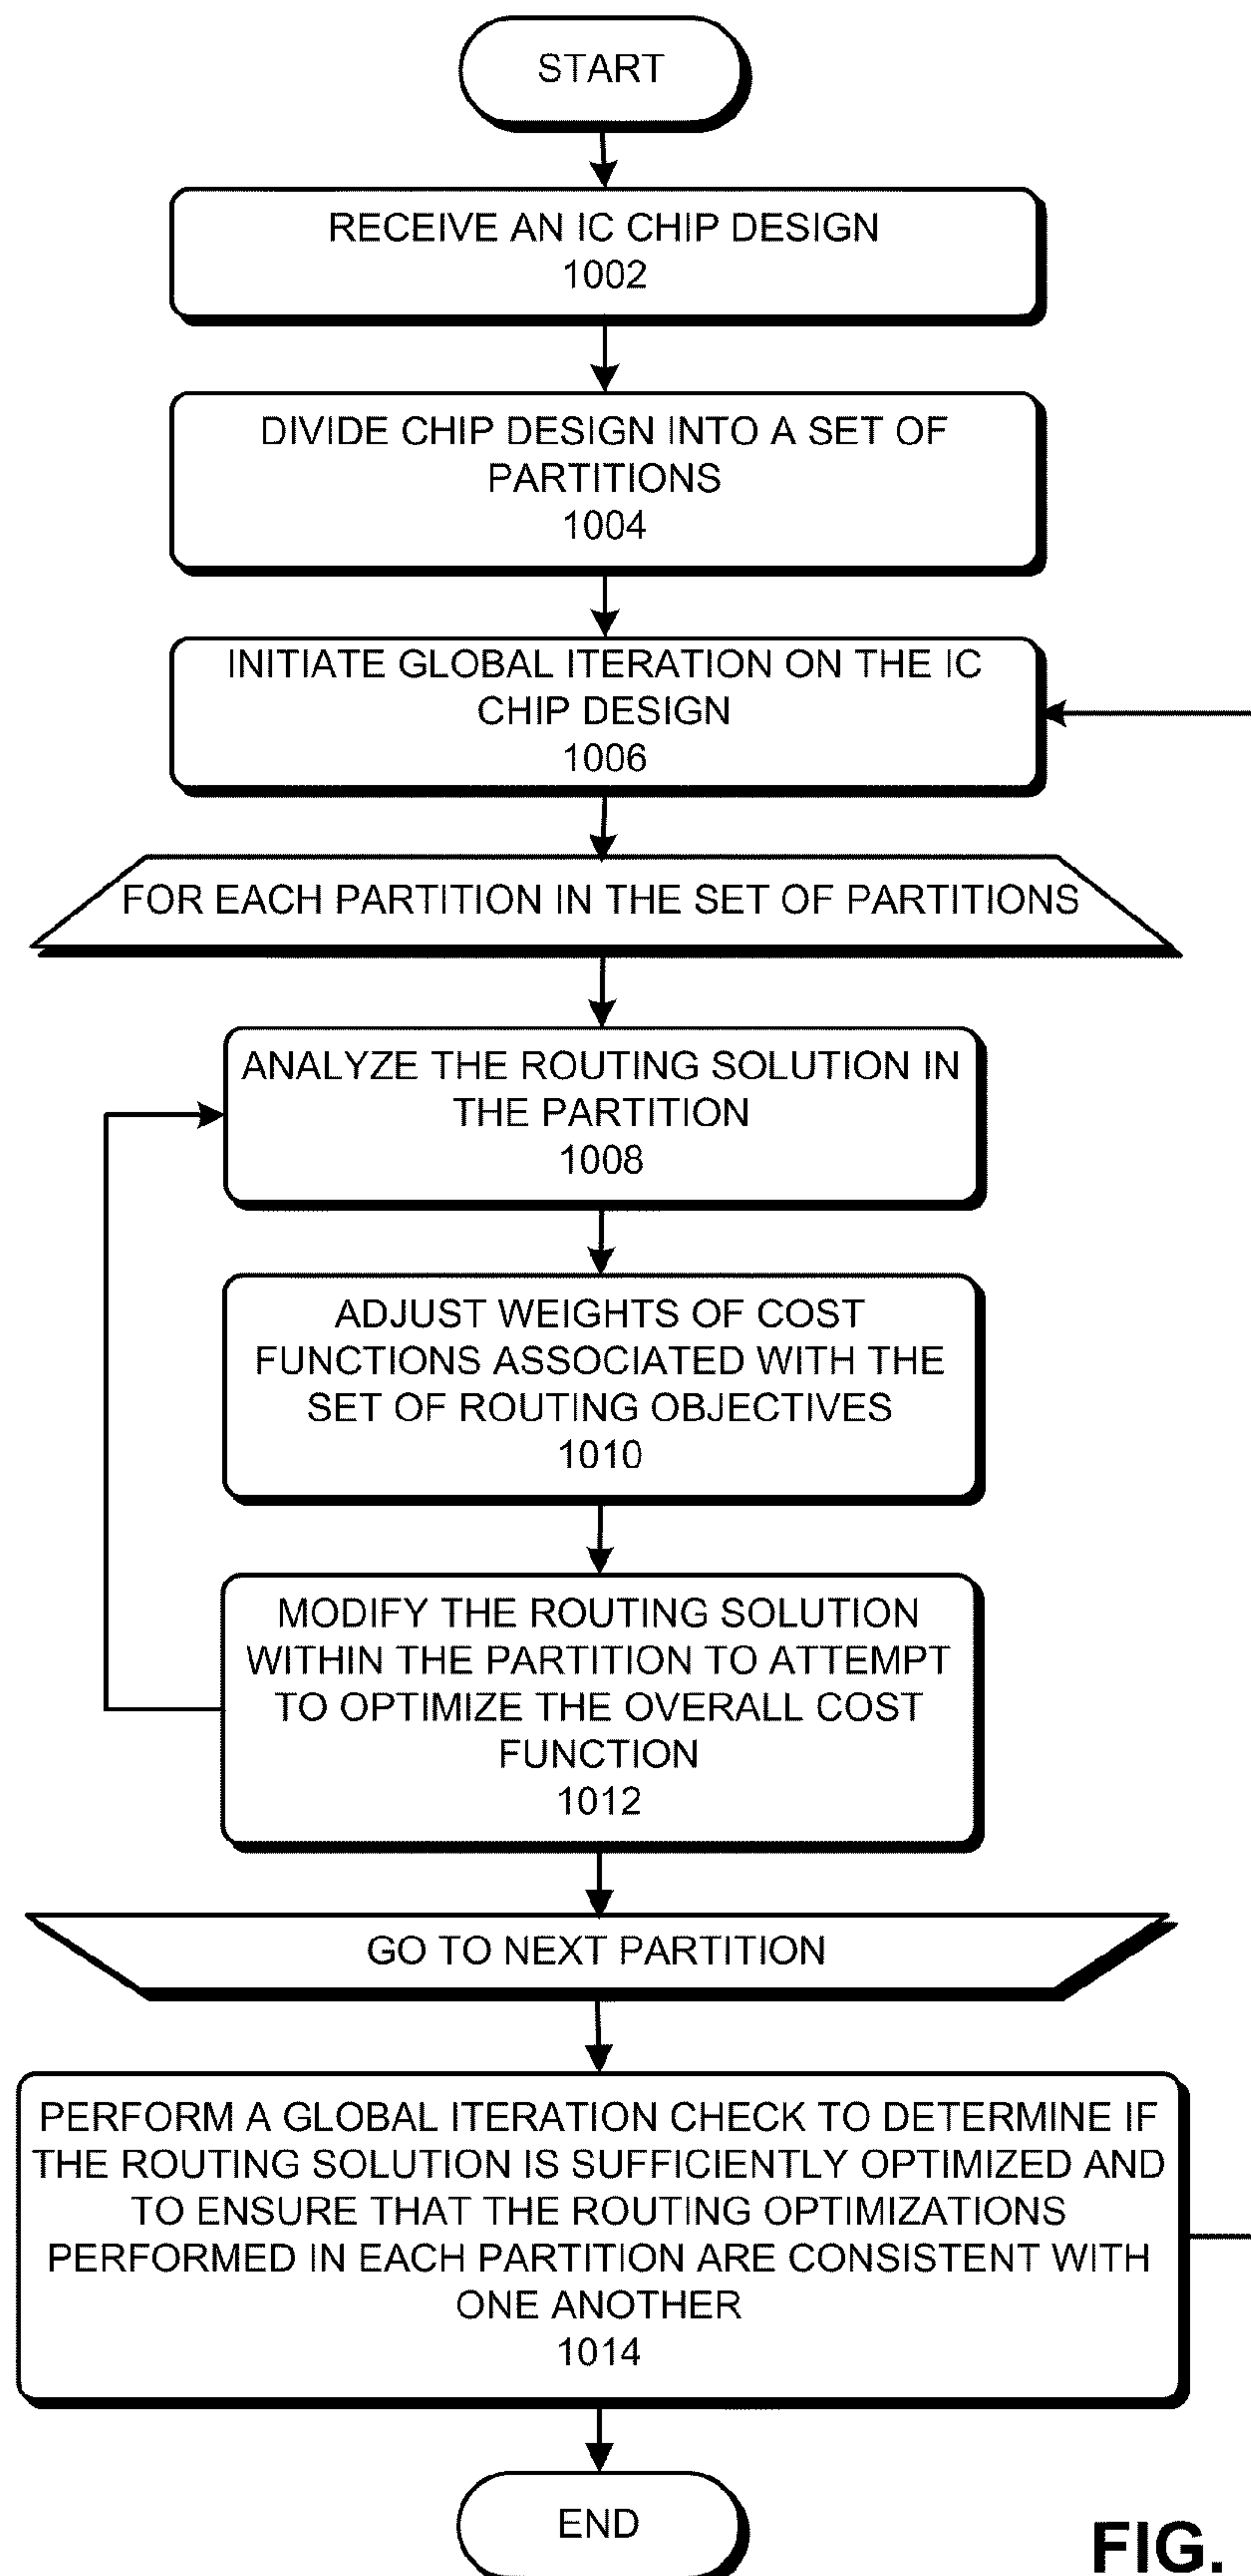 START
RECEIVE AN IC CHIP DESIGN
1002
DIVIDE CHIP DESIGN INTO A SET OF
PARTITIONS
1004
INITIATE GLOBAL ITERATION ON THE IC
CHIP DESIGN
1006
FOR EACH PARTITION IN THE SET OF PARTITIONS
ANALYZE THE ROUTING SOLUTION IN
THE PARTITION
1008
ADJUST WEIGHTS OF COST
FUNCTIONS ASSOCIATED WITH THE
SET OF ROUTING OBJECTIVES
1010
MODIFY THE ROUTING SOLUTION
WITHIN THE PARTITION TO ATTEMPT
TO OPTIMIZE THE OVERALL COST
FUNCTION
1012
GO TO NEXT PARTITION
PERFORM A GLOBAL ITERATION CHECK TO DETERMINE IF
THE ROUTING SOLUTION IS SUFFICIENTLY OPTIMIZED AND
TO ENSURE THAT THE ROUTING OPTIMIZATIONS
PERFORMED IN EACH PARTITION ARE CONSISTENT WITH
ONE ANOTHER
1014
END
FIG.